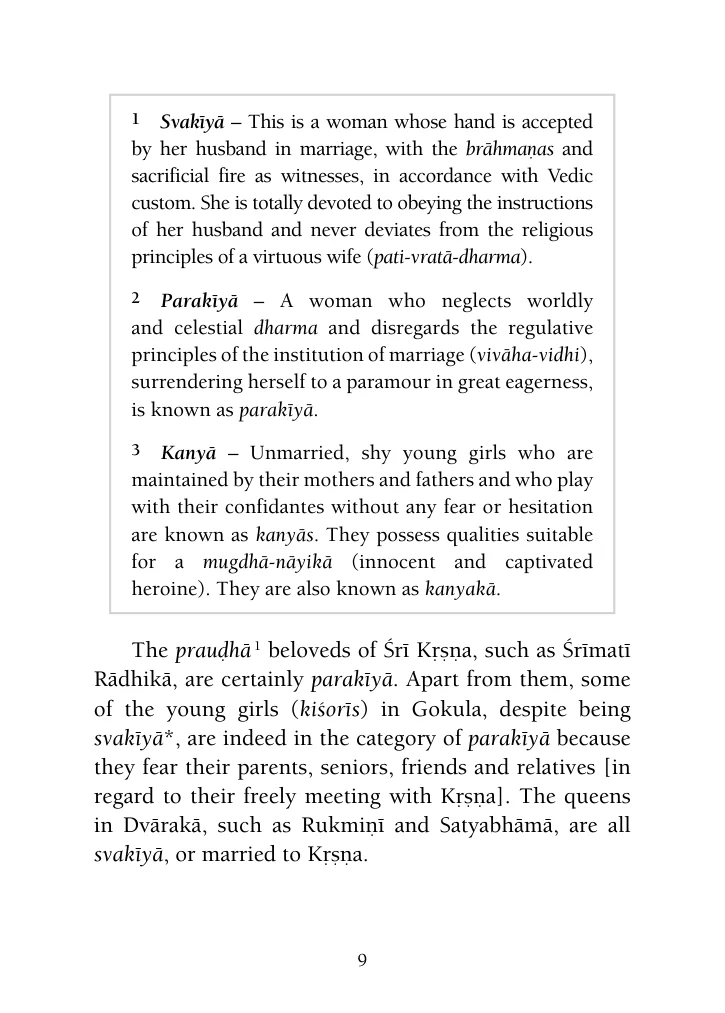 1 Svakīyā – This is a woman whose hand is accepted
by her husband in marriage, with the brāhmaṇas and
sacrificial fire as witnesses, in accordance with Vedic
custom. She is totally devoted to obeying the instructions
of her husband and never deviates from the religious
principles of a virtuous wife (pati-vratā-dharma).
2 Parakīyā – A woman who neglects worldly
and celestial dharma and disregards the regulative
principles of the institution of marriage (vivāha-vidhi),
surrendering herself to a paramour in great eagerness,
is known as parakīyā.
3 Kanyā – Unmarried, shy young girls who are
maintained by their mothers and fathers and who play
with their confidantes without any fear or hesitation
are known as kanyās. They possess qualities suitable
for a mugdhā-nāyikā (innocent and captivated
heroine). They are also known as kanyakā.
The prauḍhā¹ beloveds of Śrī Kṛṣṇa, such as Śrīmatī
Rādhikā, are certainly parakīyā. Apart from them, some
of the young girls (kiśorīs) in Gokula, despite being
svakīyā*, are indeed in the category of parakīyā because
they fear their parents, seniors, friends and relatives [in
regard to their freely meeting with Kṛṣṇa]. The queens
in Dvārakā, such as Rukmiṇī and Satyabhāmā, are all
svakīyā, or married to Kṛṣṇa.
9